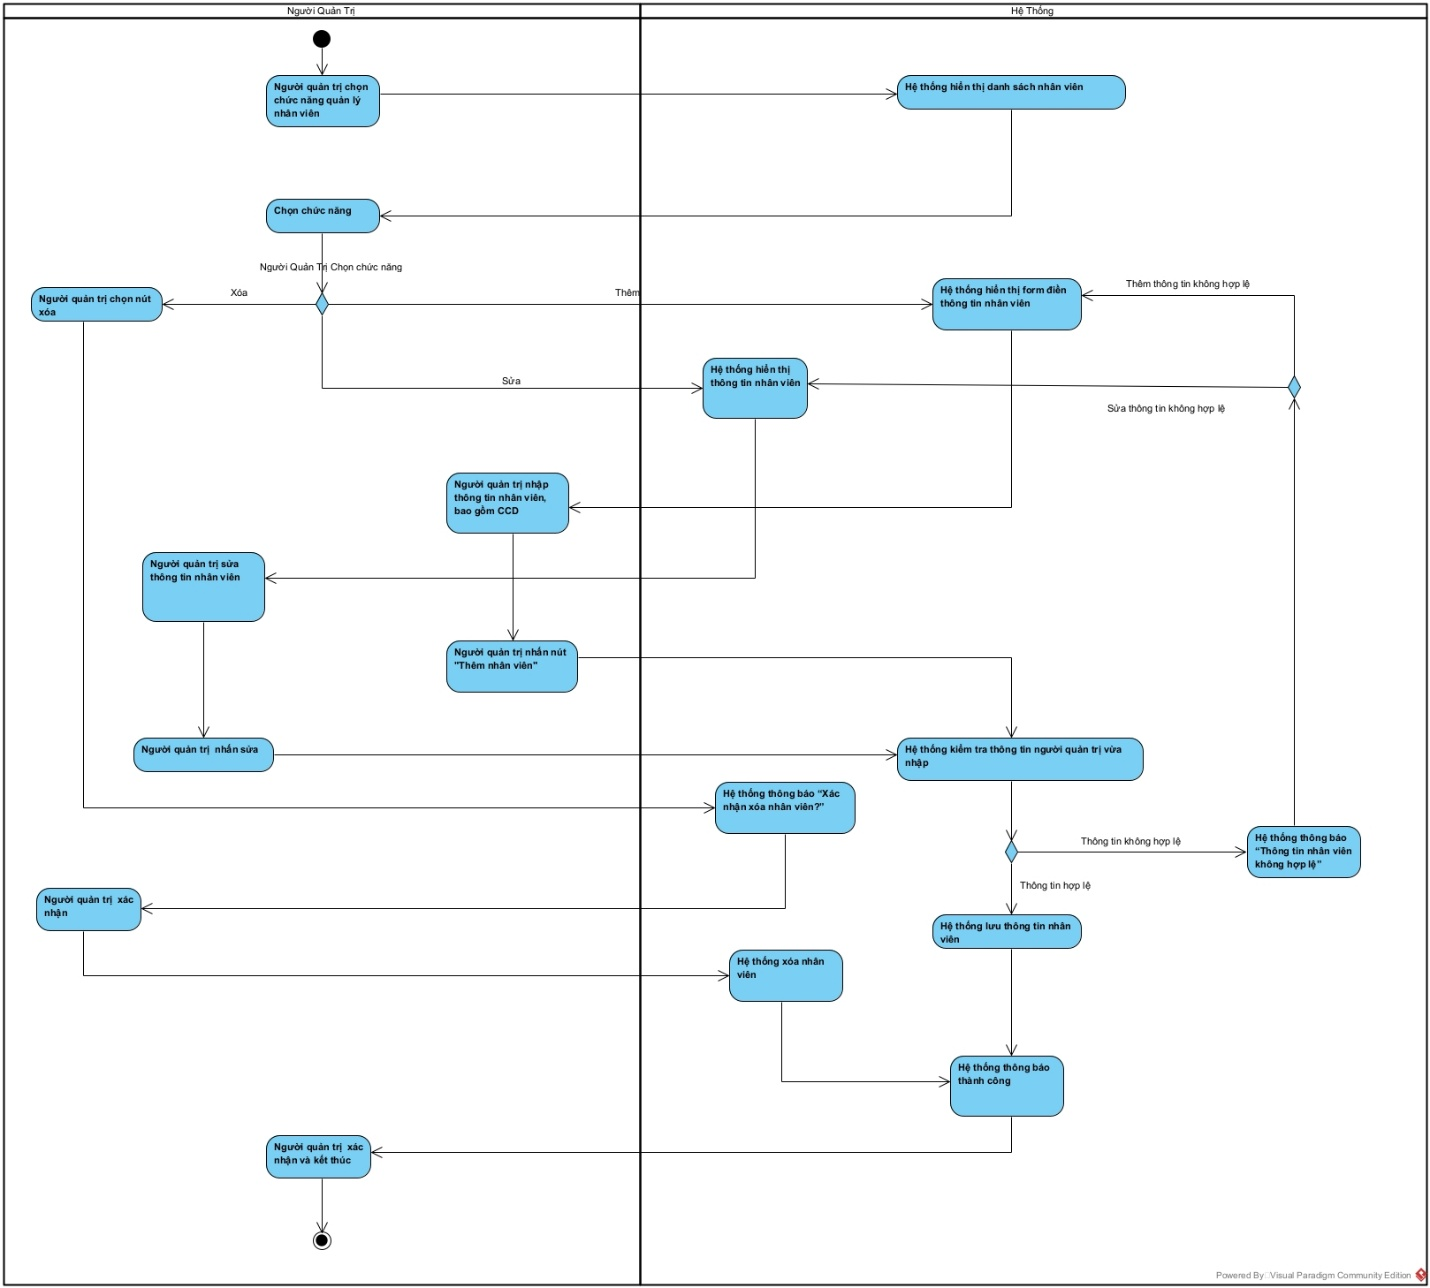 Người Quản Trị
Hệ Thống
Người quản trị chọn
chức năng quản lý
nhân viên
Hệ thống hiển thị danh sách nhân viên
Chọn chức năng
Người Quản Trị Chọn chức năng
Xóa
Thêm
Người quản trị chọn nút
xóa
Hệ thống hiển thị form điền
thông tin nhân viên
Thêm thông tin không hợp lệ
Sửa
Hệ thống hiển thị
thông tin nhân viên
Sửa thông tin không hợp lệ
Người quản trị nhập
thông tin nhân viên,
bao gồm CCD
Người quản trị sửa
thông tin nhân viên
Người quản trị nhấn nút
"Thêm nhân viên"
Người quản trị  nhấn sửa
Hệ thống kiểm tra thông tin người quản trị vừa
nhập
Hệ thống thông báo “Xác
nhận xóa nhân viên?”
Thông tin không hợp lệ
Hệ thống thông báo
“Thông tin nhân viên
không hợp lệ”
Thông tin hợp lệ
Người quản trị  xác
nhận
Hệ thống lưu thông tin nhân
viên
Hệ thống xóa nhân
viên
Hệ thống thông báo
thành công
Người quản trị  xác
nhận và kết thúc
Powered By Visual Paradigm Community Edition